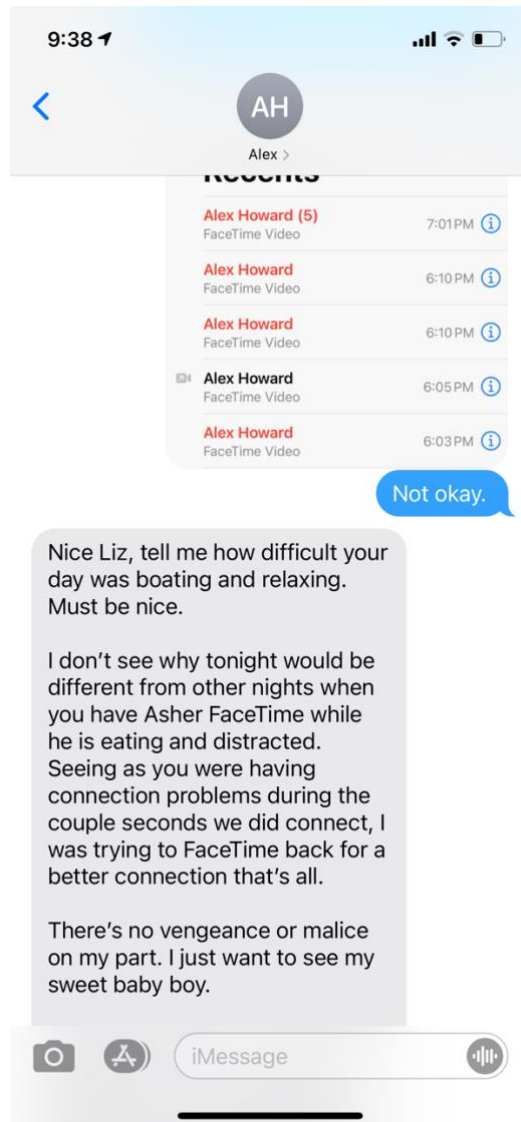 9:38
AH
Alex >
Recents
Alex Howard (5)
FaceTime Video
7:01 PM
Alex Howard
FaceTime Video
6:10 PM
Alex Howard
FaceTime Video
6:10 PM
Alex Howard
FaceTime Video
6:05 PM
Alex Howard
FaceTime Video
6:03 PM
Not okay.
Nice Liz, tell me how difficult your
day was boating and relaxing.
Must be nice.
I don’t see why tonight would be
different from other nights when
you have Asher FaceTime while
he is eating and distracted.
Seeing as you were having
connection problems during the
couple seconds we did connect, I
was trying to FaceTime back for a
better connection that’s all.
There’s no vengeance or malice
on my part. I just want to see my
sweet baby boy.
iMessage